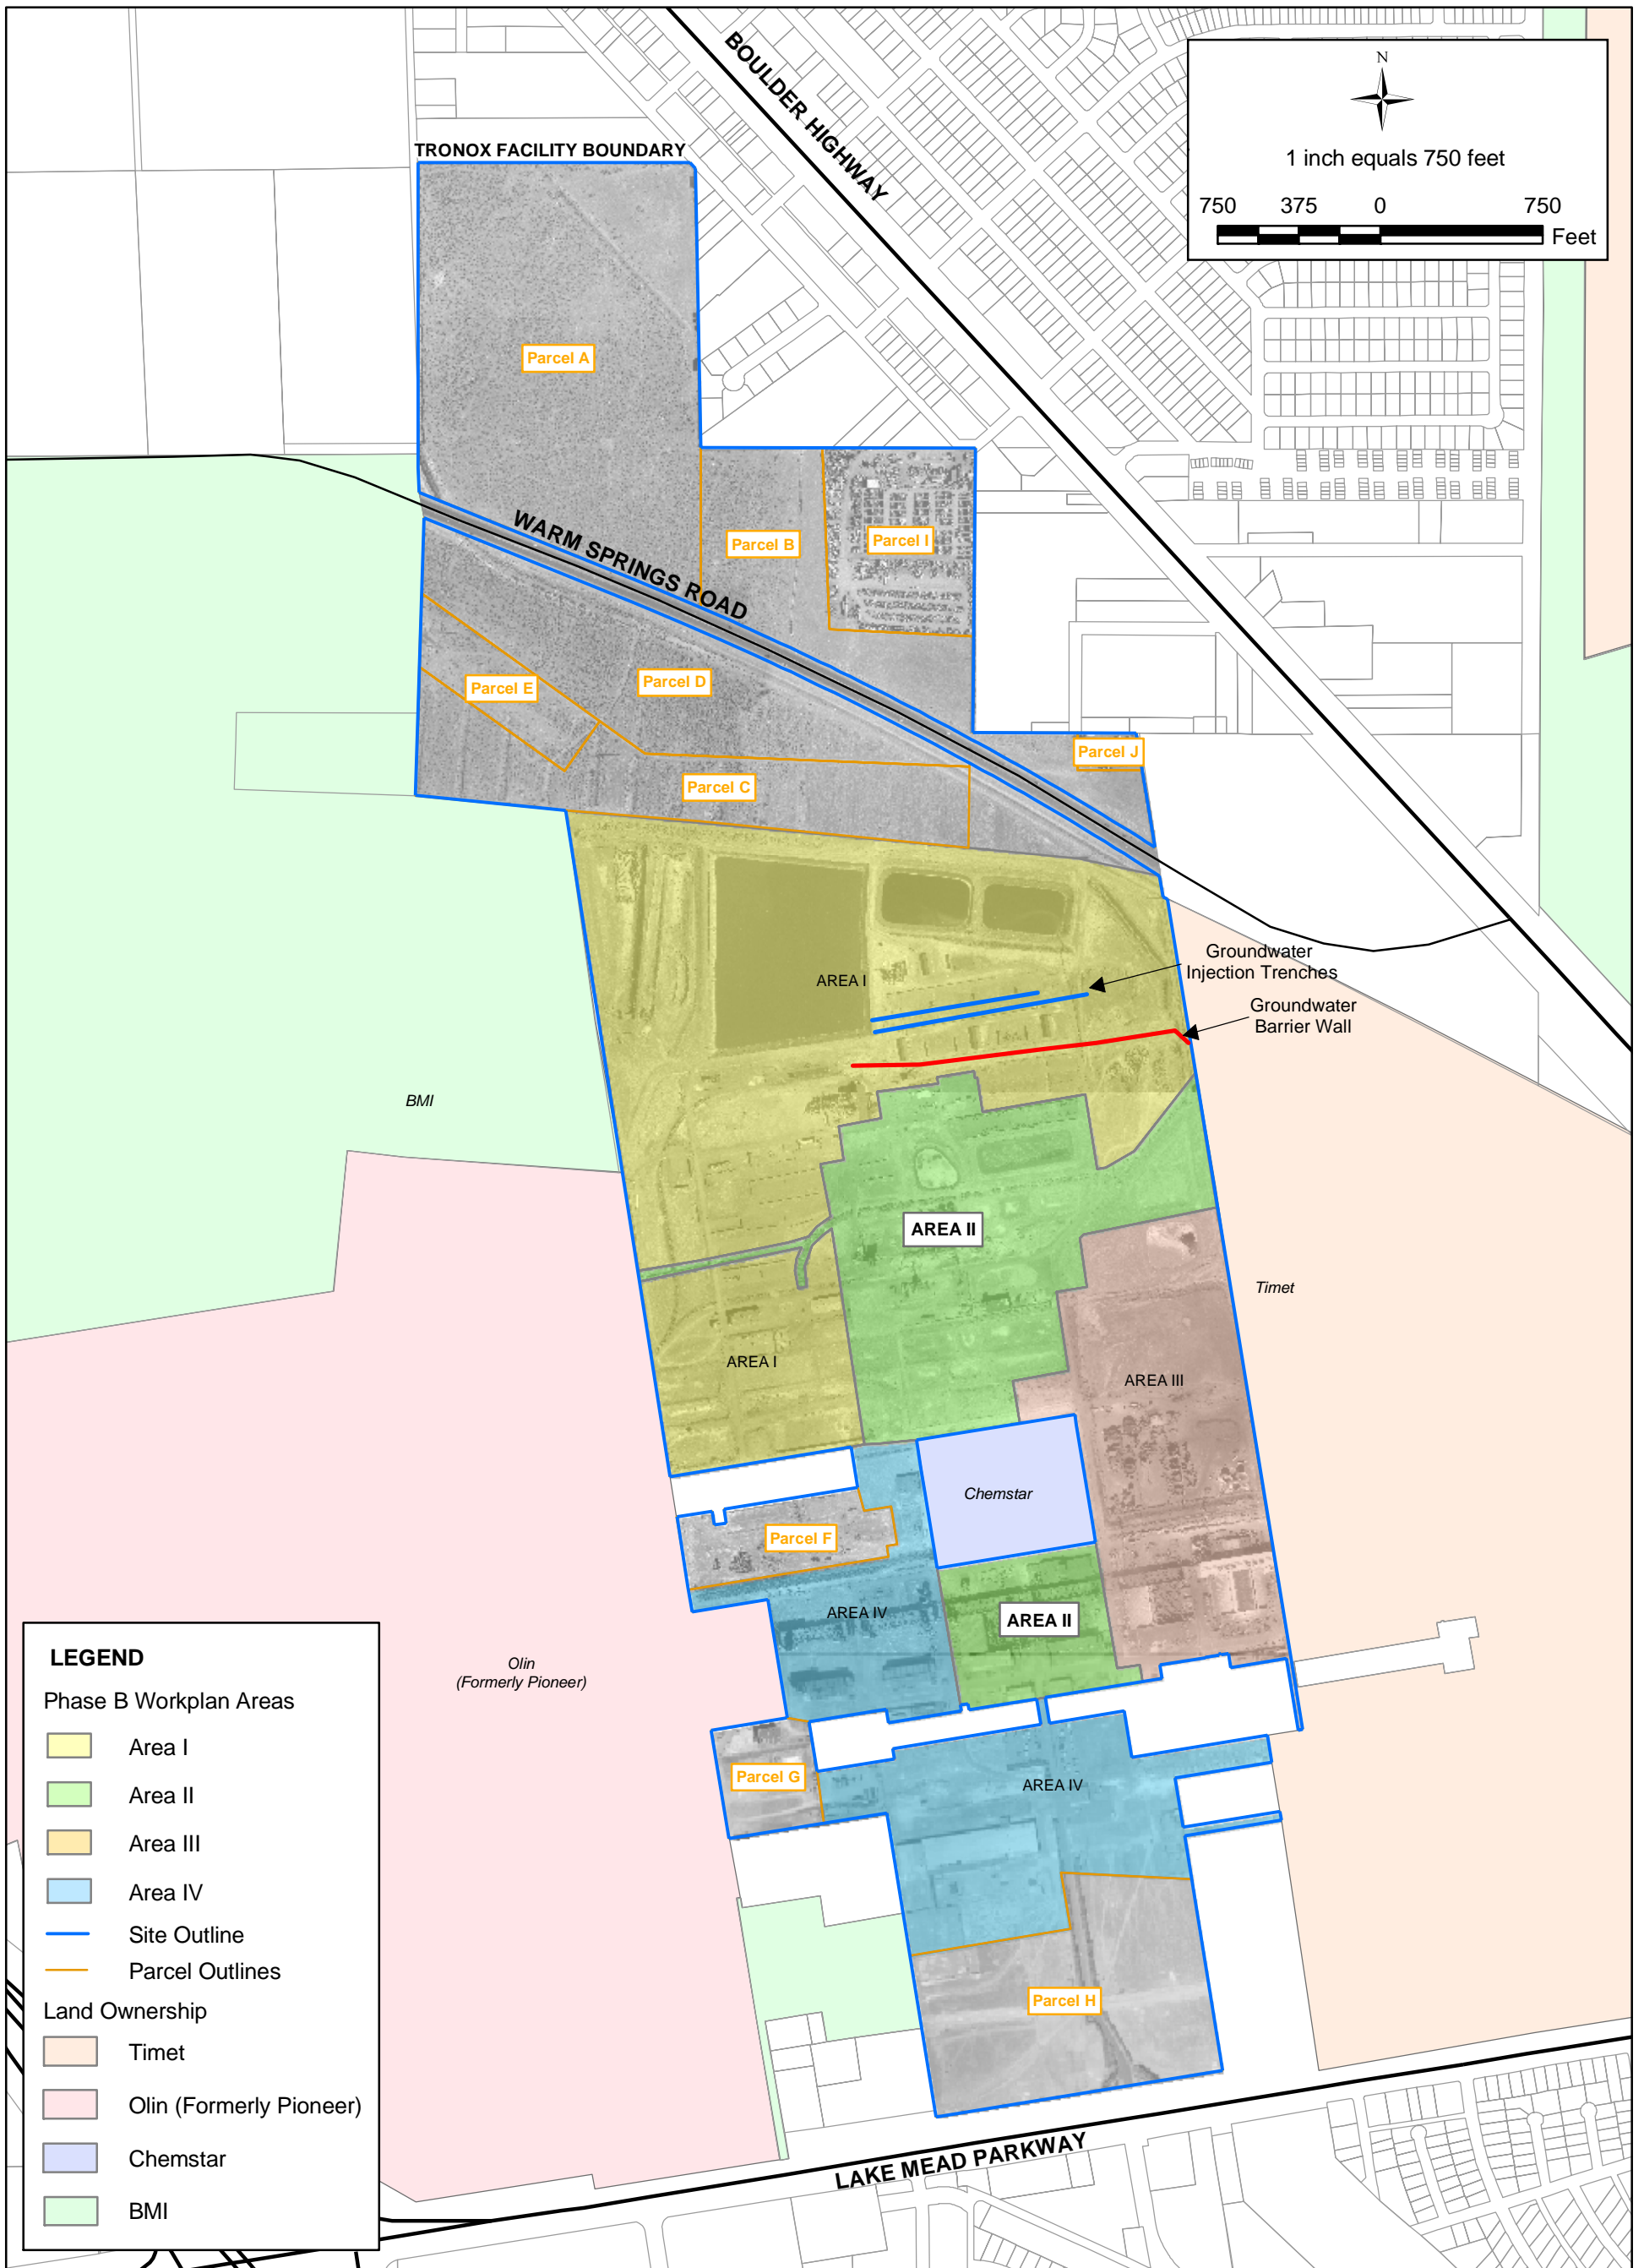 BOULDER HIGHWAY
N
1 inch equals 750 feet
750 375 0 750
Feet
TRONOX FACILITY BOUNDARY
Parcel A
WARM SPRINGS ROAD
Parcel B
Parcel I
Parcel E
Parcel D
Parcel J
Parcel C
AREA I
Groundwater
Injection Trenches
Groundwater
Barrier Wall
BMI
AREA II
Timet
AREA I
AREA III
Chemstar
Parcel F
AREA IV
AREA II
Olin
(Formerly Pioneer)
Parcel G
AREA IV
Parcel H
LAKE MEAD PARKWAY
LEGEND
Phase B Workplan Areas
Area I
Area II
Area III
Area IV
Site Outline
Parcel Outlines
Land Ownership
Timet
Olin (Formerly Pioneer)
Chemstar
BMI